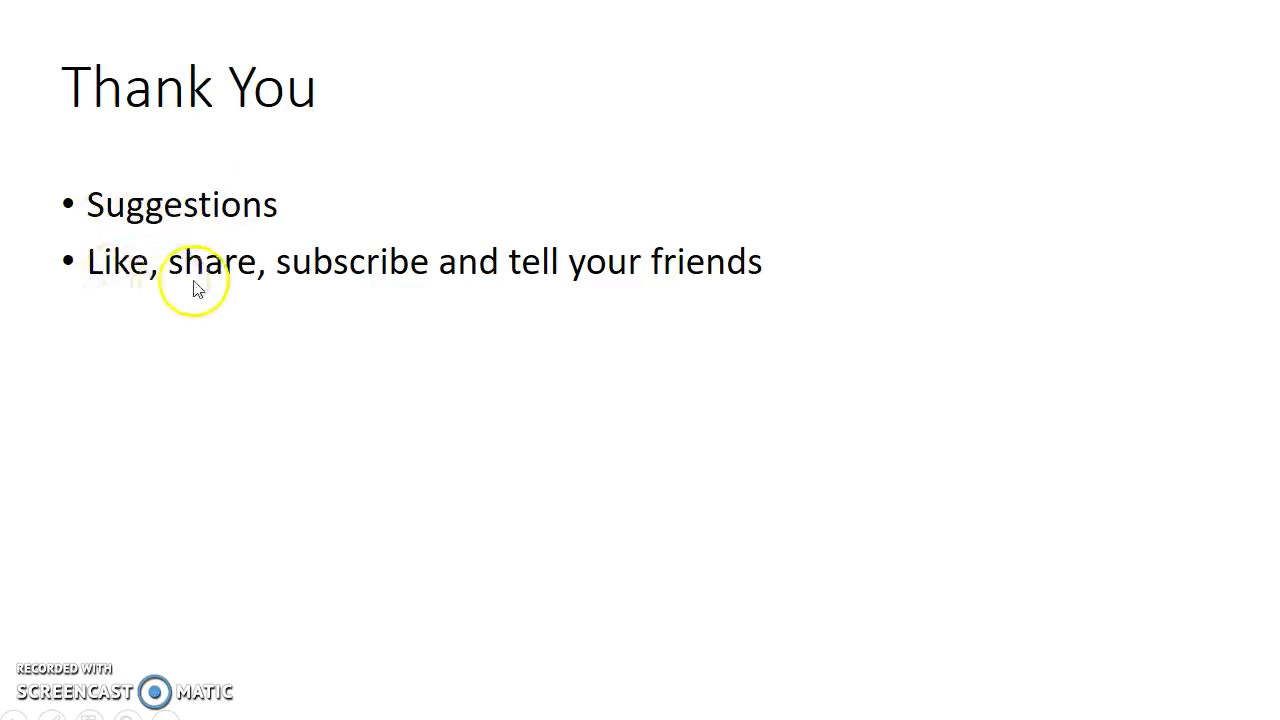 Thank You
• Suggestions
• Like, share, subscribe and tell your friends
RECORDED WITH
SCREENCAST MATIC